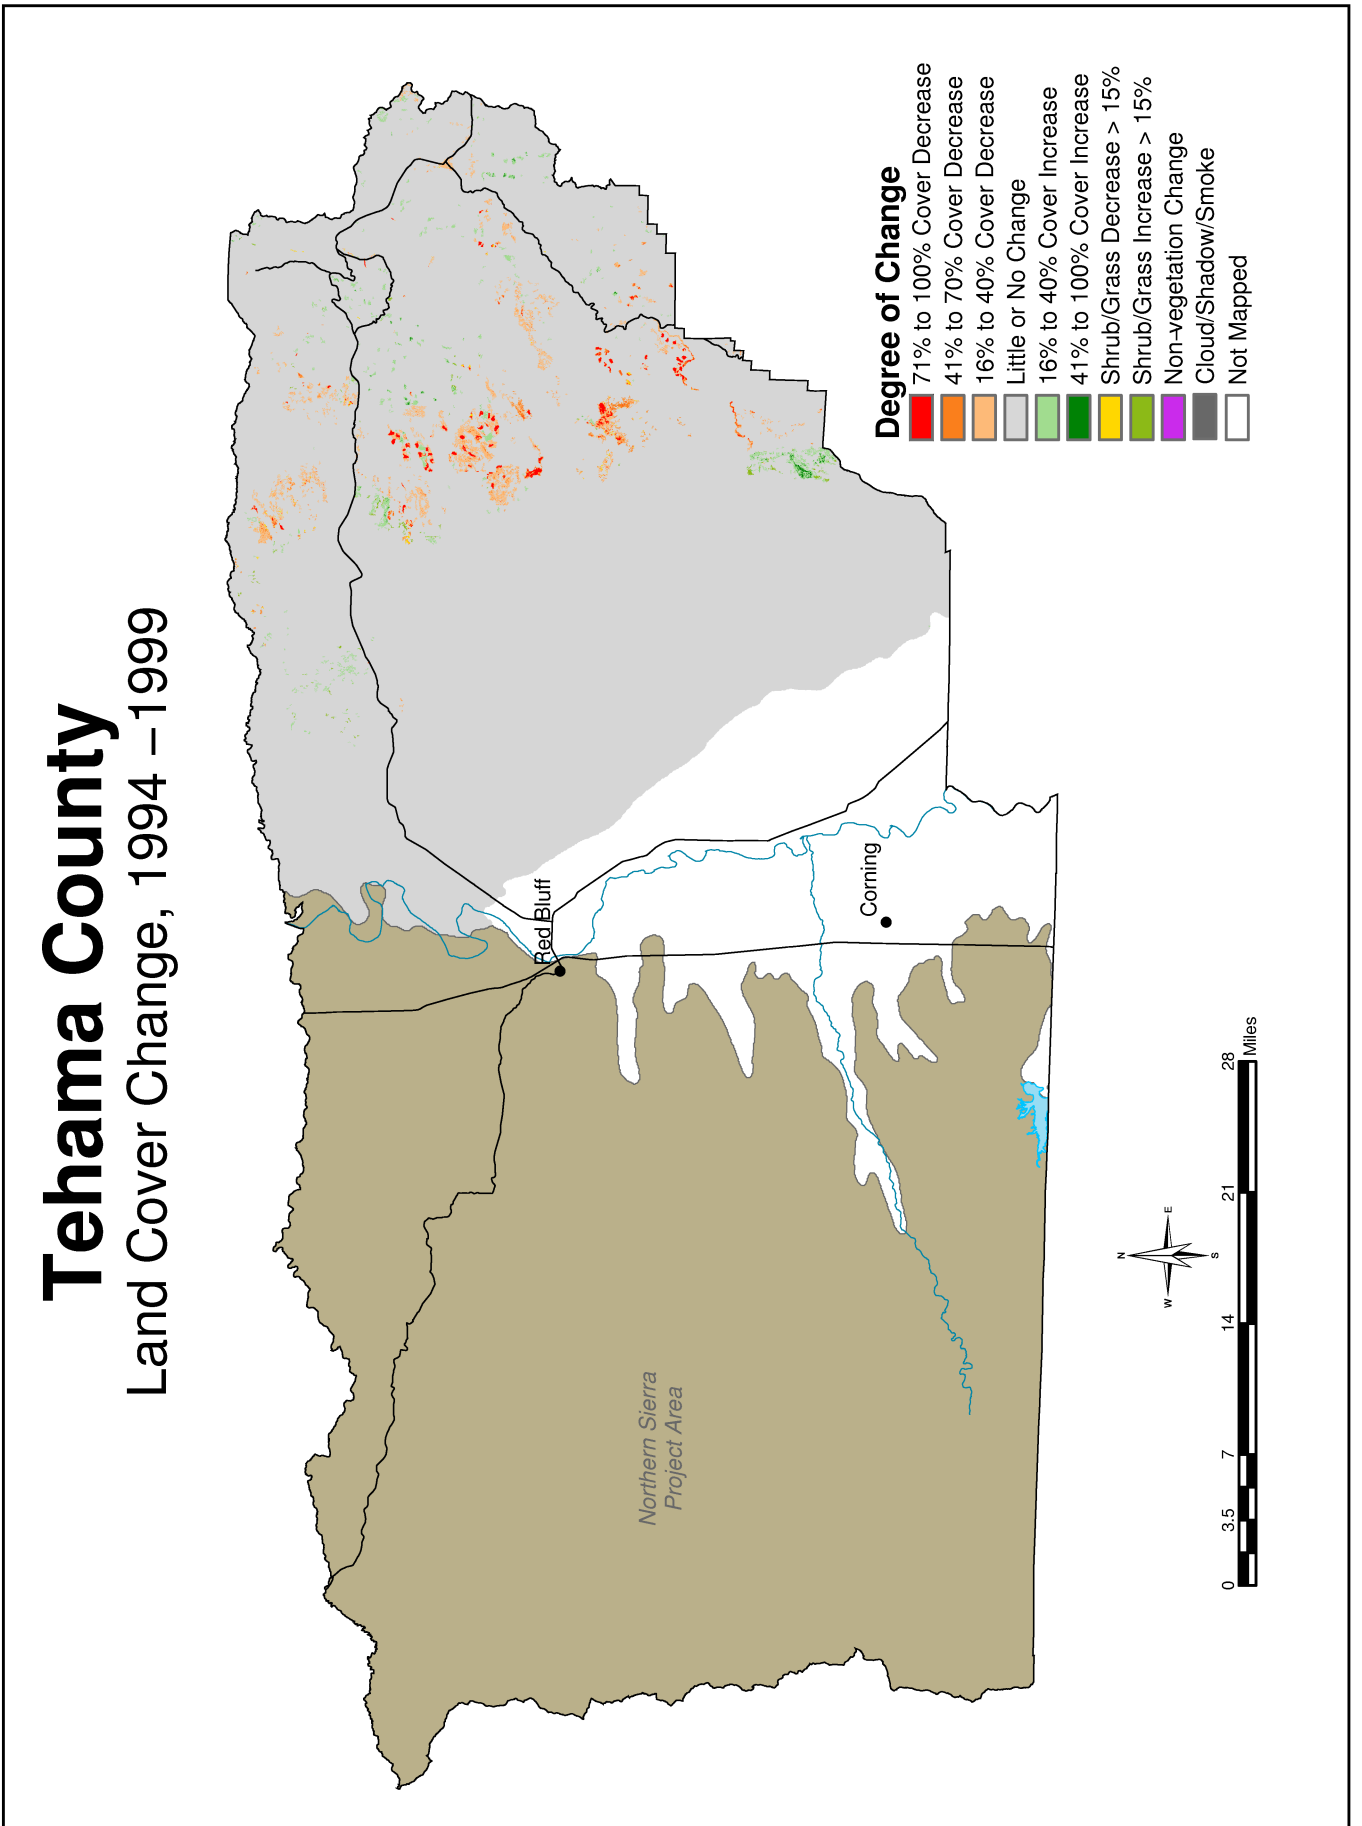 Tehama County
Land Cover Change, 1994 –1999
Red Bluff
Corning
Northern Sierra
Project Area
Degree of Change
71% to 100% Cover Decrease
41% to 70% Cover Decrease
16% to 40% Cover Decrease
Little or No Change
16% to 40% Cover Increase
41% to 100% Cover Increase
Shrub/Grass Decrease > 15%
Shrub/Grass Increase > 15%
Non-vegetation Change
Cloud/Shadow/Smoke
Not Mapped
N
W E
S
0 3.5 7 14 21 28
Miles